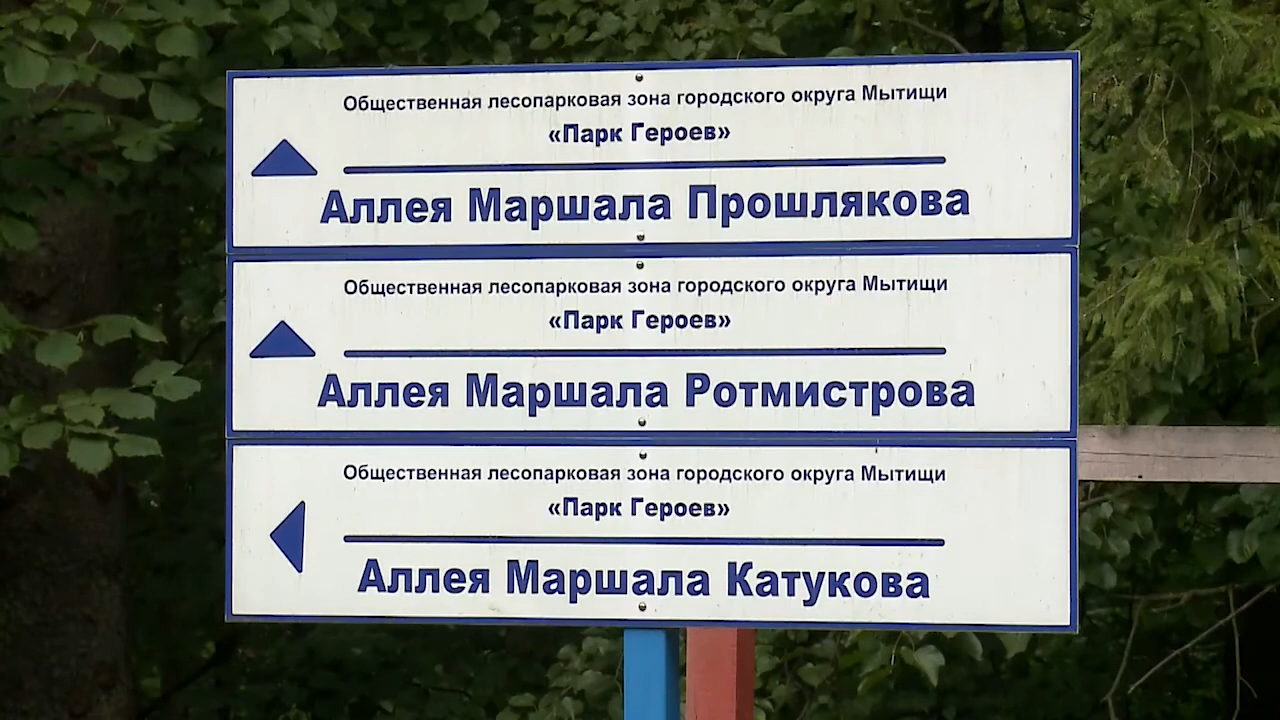 Общественная лесопарковая зона городского округа Мытищи
«Парк Героев»
Аллея Маршала Прошлякова
Общественная лесопарковая зона городского округа Мытищи
«Парк Героев»
Аллея Маршала Ротмистрова
Общественная лесопарковая зона городского округа Мытищи
«Парк Героев»
Аллея Маршала Катукова